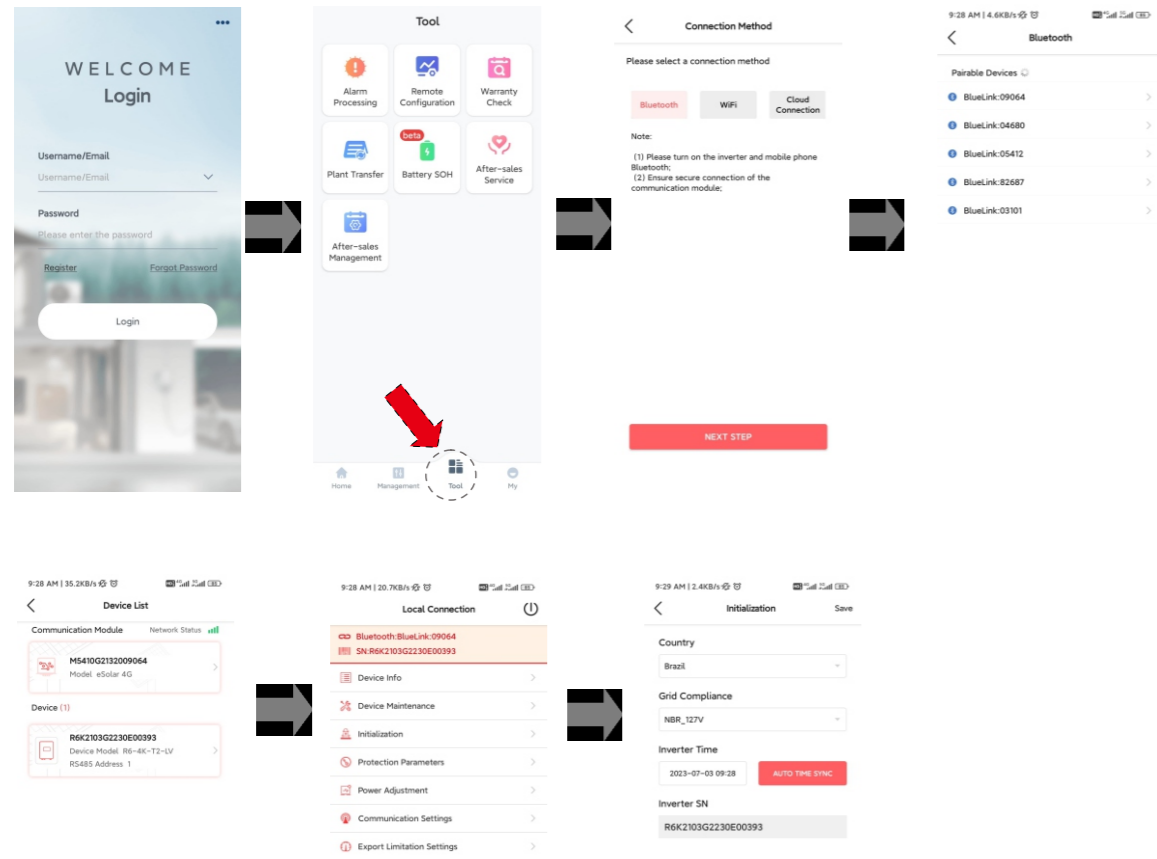 WELCOME
Login
Username/Email
Username/Email
Password
Please enter the password
Register
Forgot Password
Login
Tool
Alarm
Processing
Remote
Configuration
Warranty
Check
Plant Transfer
beta
Battery SOH
After-sales
Service
After-sales
Management
Home
Management
Tool
My
Connection Method
Please select a connection method
Bluetooth
WiFi
Cloud
Connection
Note:
(1) Please turn on the inverter and mobile phone
Bluetooth;
(2) Ensure secure connection of the
communication module;
NEXT STEP
9:28 AM | 4.6KB/s
Bluetooth
Pairable Devices
BlueLink:09064
BlueLink:04680
BlueLink:05412
BlueLink:82687
BlueLink:03101
9:28 AM | 35.2KB/s
Device List
Communication Module
Network Status
M5410G2132009064
Model eSolar 4G
Device (1)
R6K2103G2230E00393
Device Model R6-4K-T2-LV
RS485 Address 1
9:28 AM | 20.7KB/s
Local Connection
Bluetooth:BlueLink:09064
SN:R6K2103G2230E00393
Device Info
Device Maintenance
Initialization
Protection Parameters
Power Adjustment
Communication Settings
Export Limitation Settings
9:29 AM | 2.4KB/s
Initialization
Save
Country
Brazil
Grid Compliance
NBR_127V
Inverter Time
2023-07-03 09:28
AUTO TIME SYNC
Inverter SN
R6K2103G2230E00393